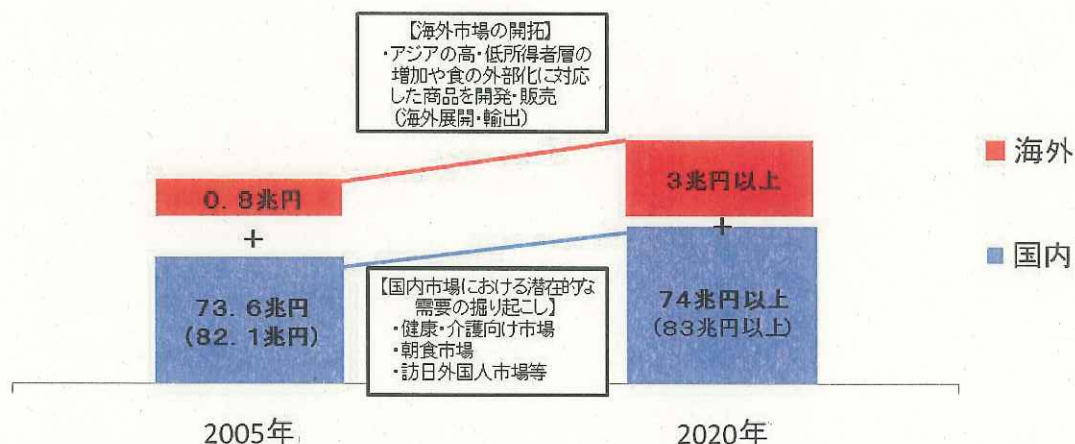 【海外市場の開拓】
・アジアの高・低所得者層の
増加や食の外部化に対応
した商品を開発・販売
(海外展開・輸出)
海外
国内
0.8兆円
+
73.6兆円
(82.1兆円)
3兆円以上
+
74兆円以上
(83兆円以上)
【国内市場における潜在的な
需要の掘り起こし】
・健康・介護向け市場
・朝食市場
・訪日外国人市場等
2005年
2020年